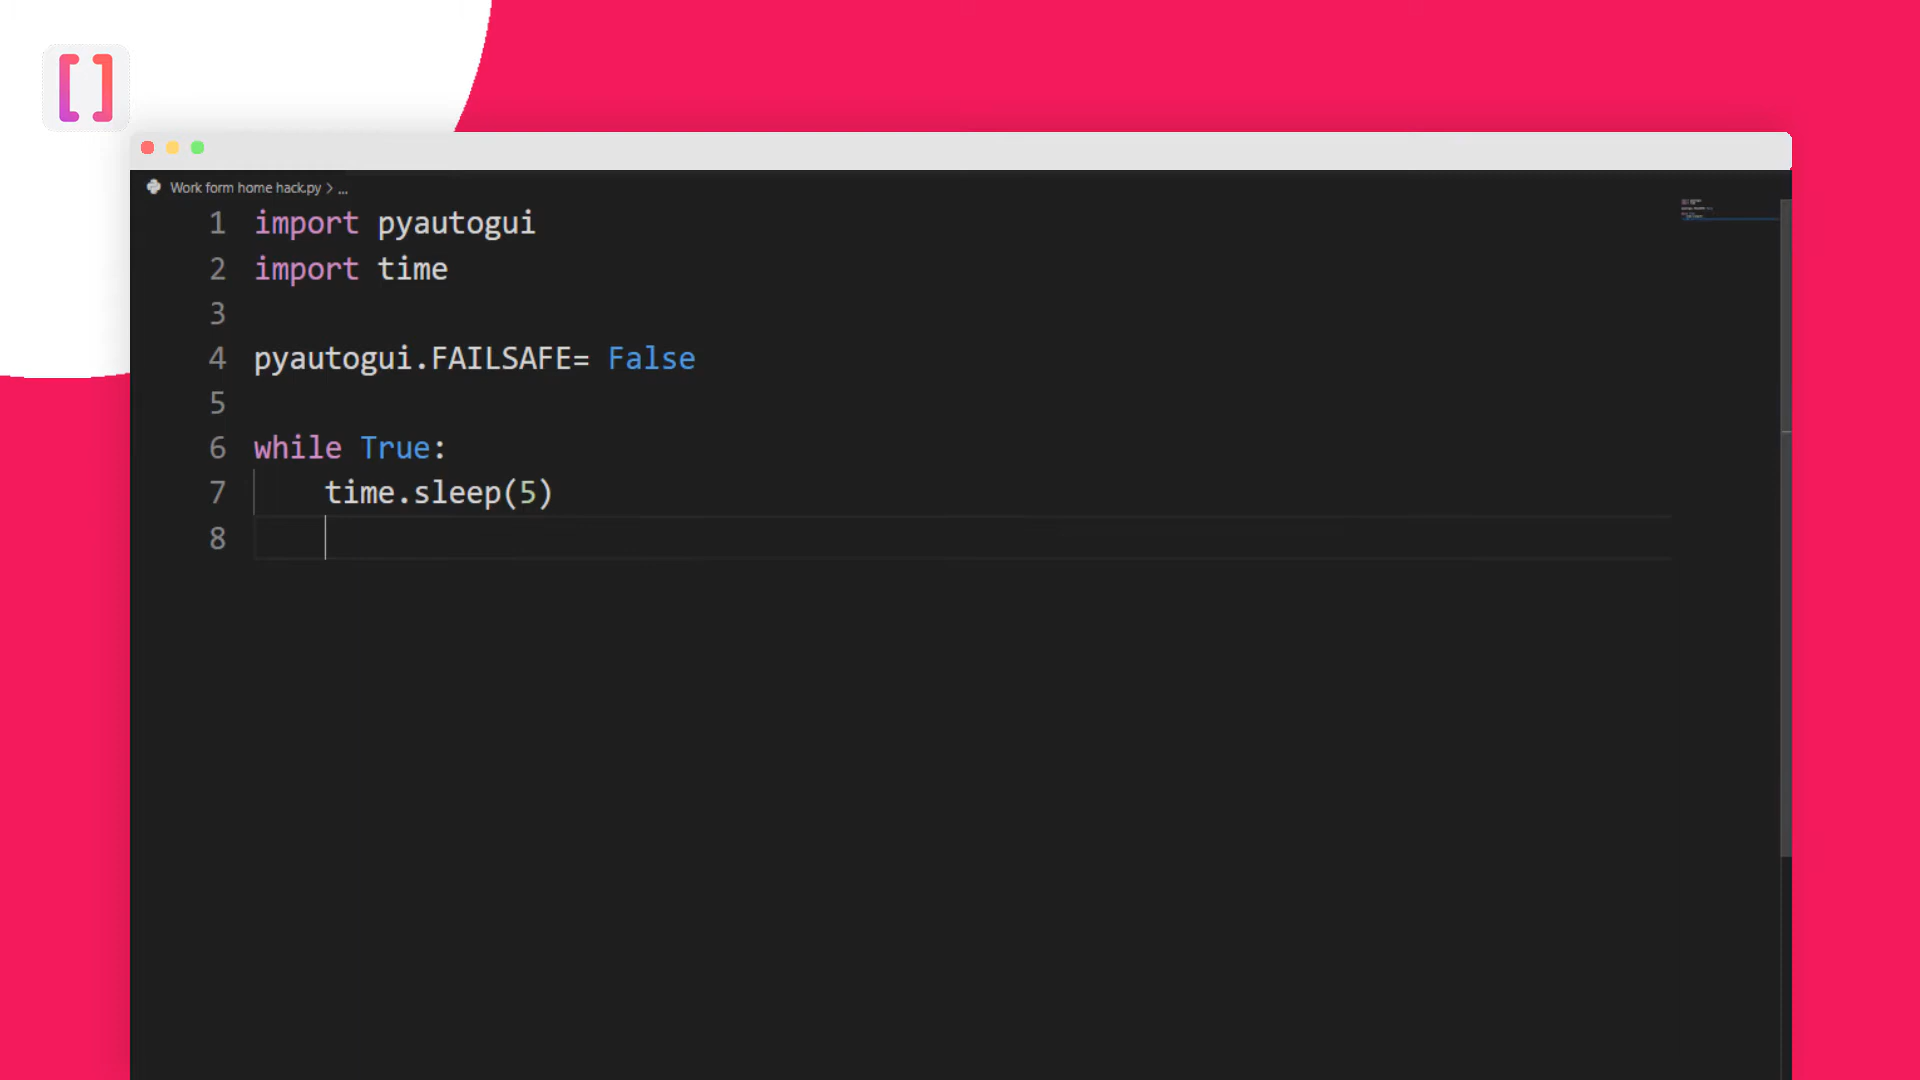 [ ]
Work form home hack.py > ...
1 import pyautogui
2 import time
3
4 pyautogui.FAILSAFE= False
5
6 while True:
7     time.sleep(5)
8